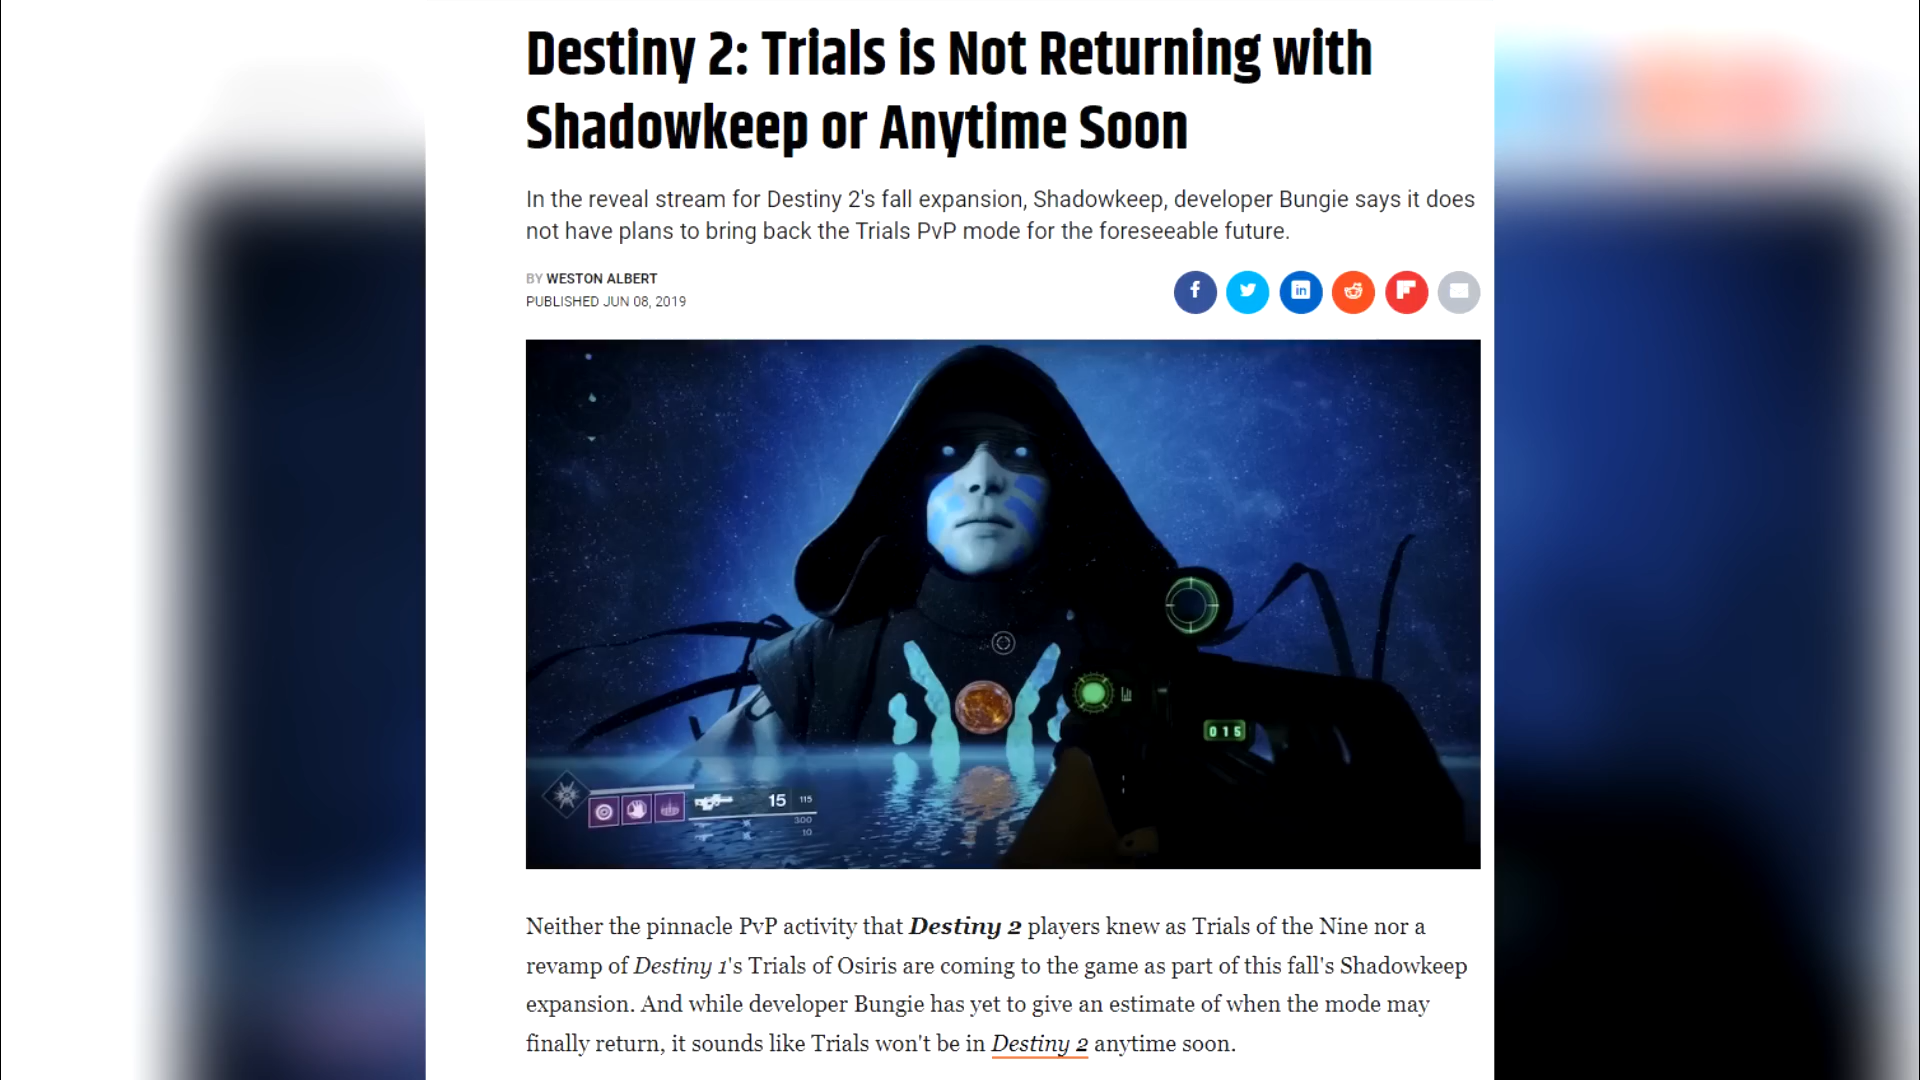 Destiny 2: Trials is Not Returning with
Shadowkeep or Anytime Soon
In the reveal stream for Destiny 2's fall expansion, Shadowkeep, developer Bungie says it does
not have plans to bring back the Trials PvP mode for the foreseeable future.
BY WESTON ALBERT
PUBLISHED JUN 08, 2019
f
in
015
15 115
300
10
Neither the pinnacle PvP activity that Destiny 2 players knew as Trials of the Nine nor a
revamp of Destiny 1's Trials of Osiris are coming to the game as part of this fall's Shadowkeep
expansion. And while developer Bungie has yet to give an estimate of when the mode may
finally return, it sounds like Trials won't be in Destiny 2 anytime soon.